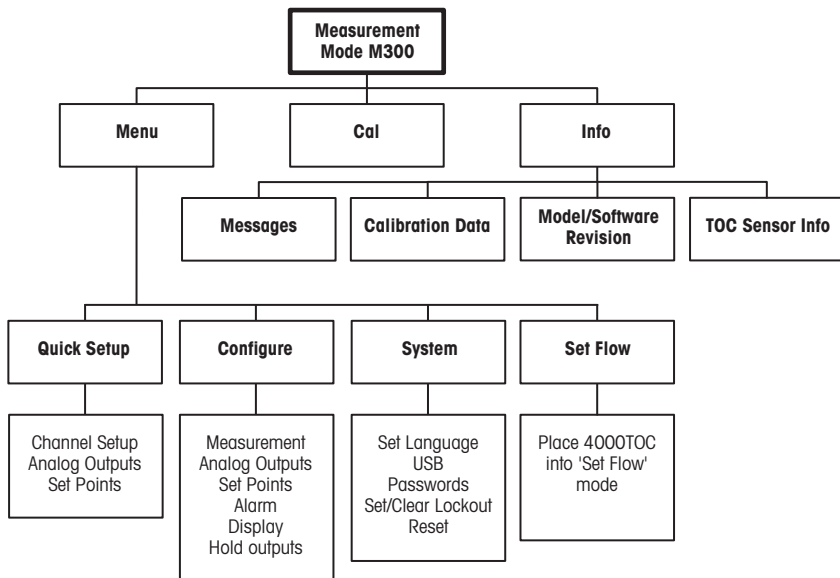 Measurement
Mode M300
Menu
Cal
Info
Messages
Calibration Data
Model/Software
Revision
TOC Sensor Info
Quick Setup
Configure
System
Set Flow
Channel Setup
Analog Outputs
Set Points
Measurement
Analog Outputs
Set Points
Alarm
Display
Hold outputs
Set Language
USB
Passwords
Set/Clear Lockout
Reset
Place 4000TOC
into 'Set Flow'
mode